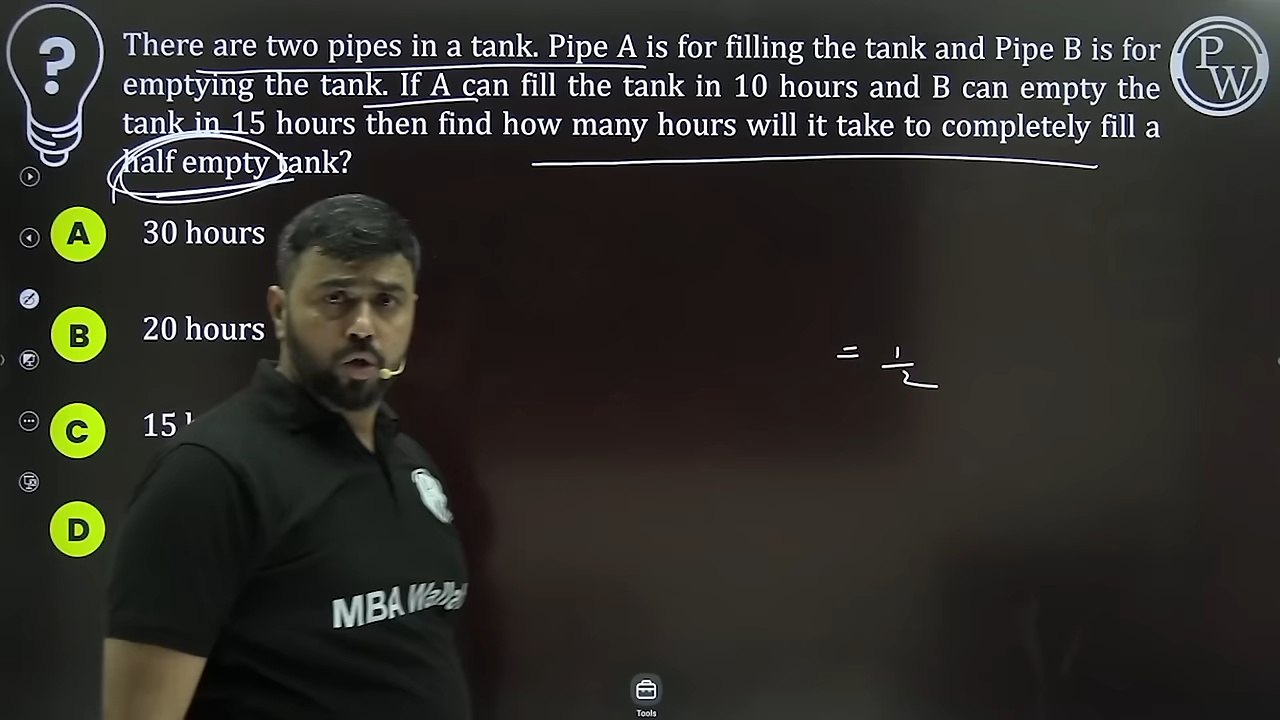 There are two pipes in a tank. Pipe A is for filling the tank and Pipe B is for
emptying the tank. If A can fill the tank in 10 hours and B can empty the
tank in 15 hours then find how many hours will it take to completely fill a
half empty tank?
?
P
W
A 30 hours
B 20 hours
C 15
D
= 1/2
MBA Wallah
Tools